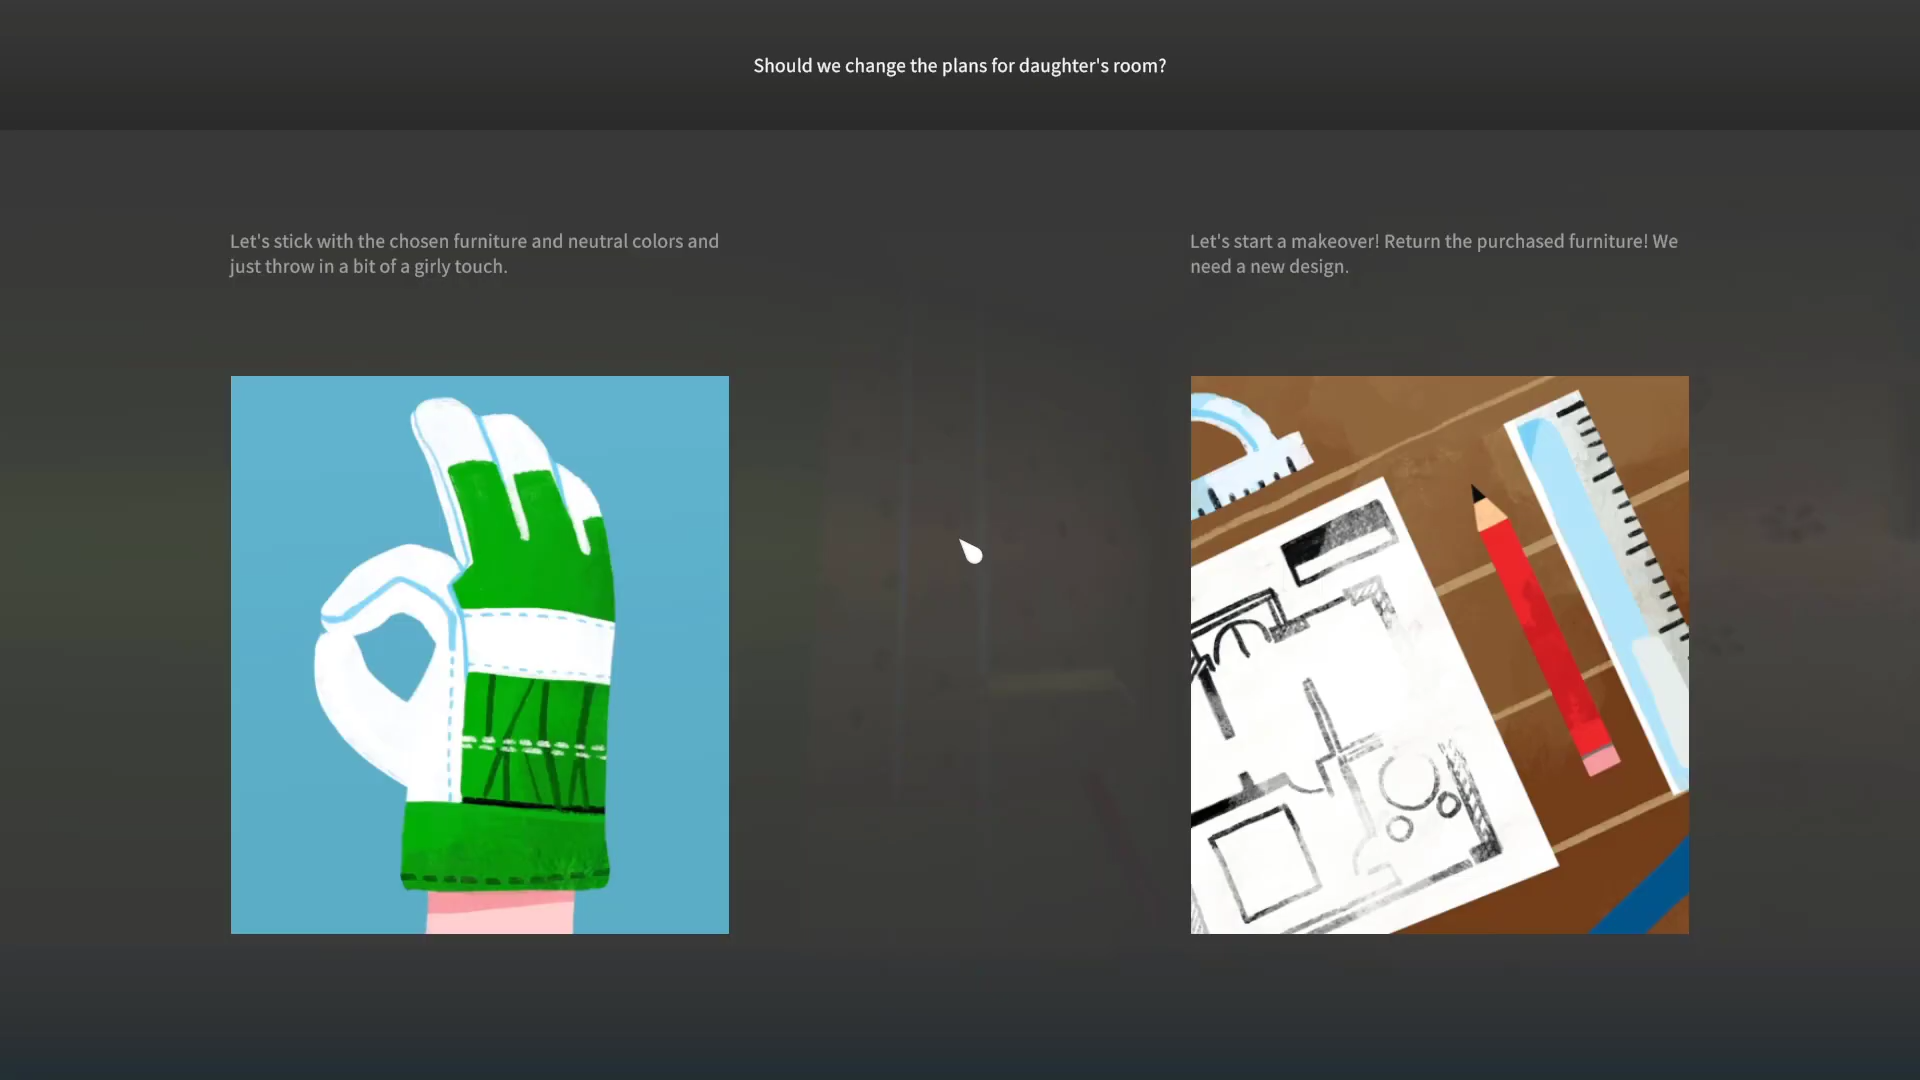 Should we change the plans for daughter's room?
Let's stick with the chosen furniture and neutral colors and
just throw in a bit of a girly touch.
Let's start a makeover! Return the purchased furniture! We
need a new design.